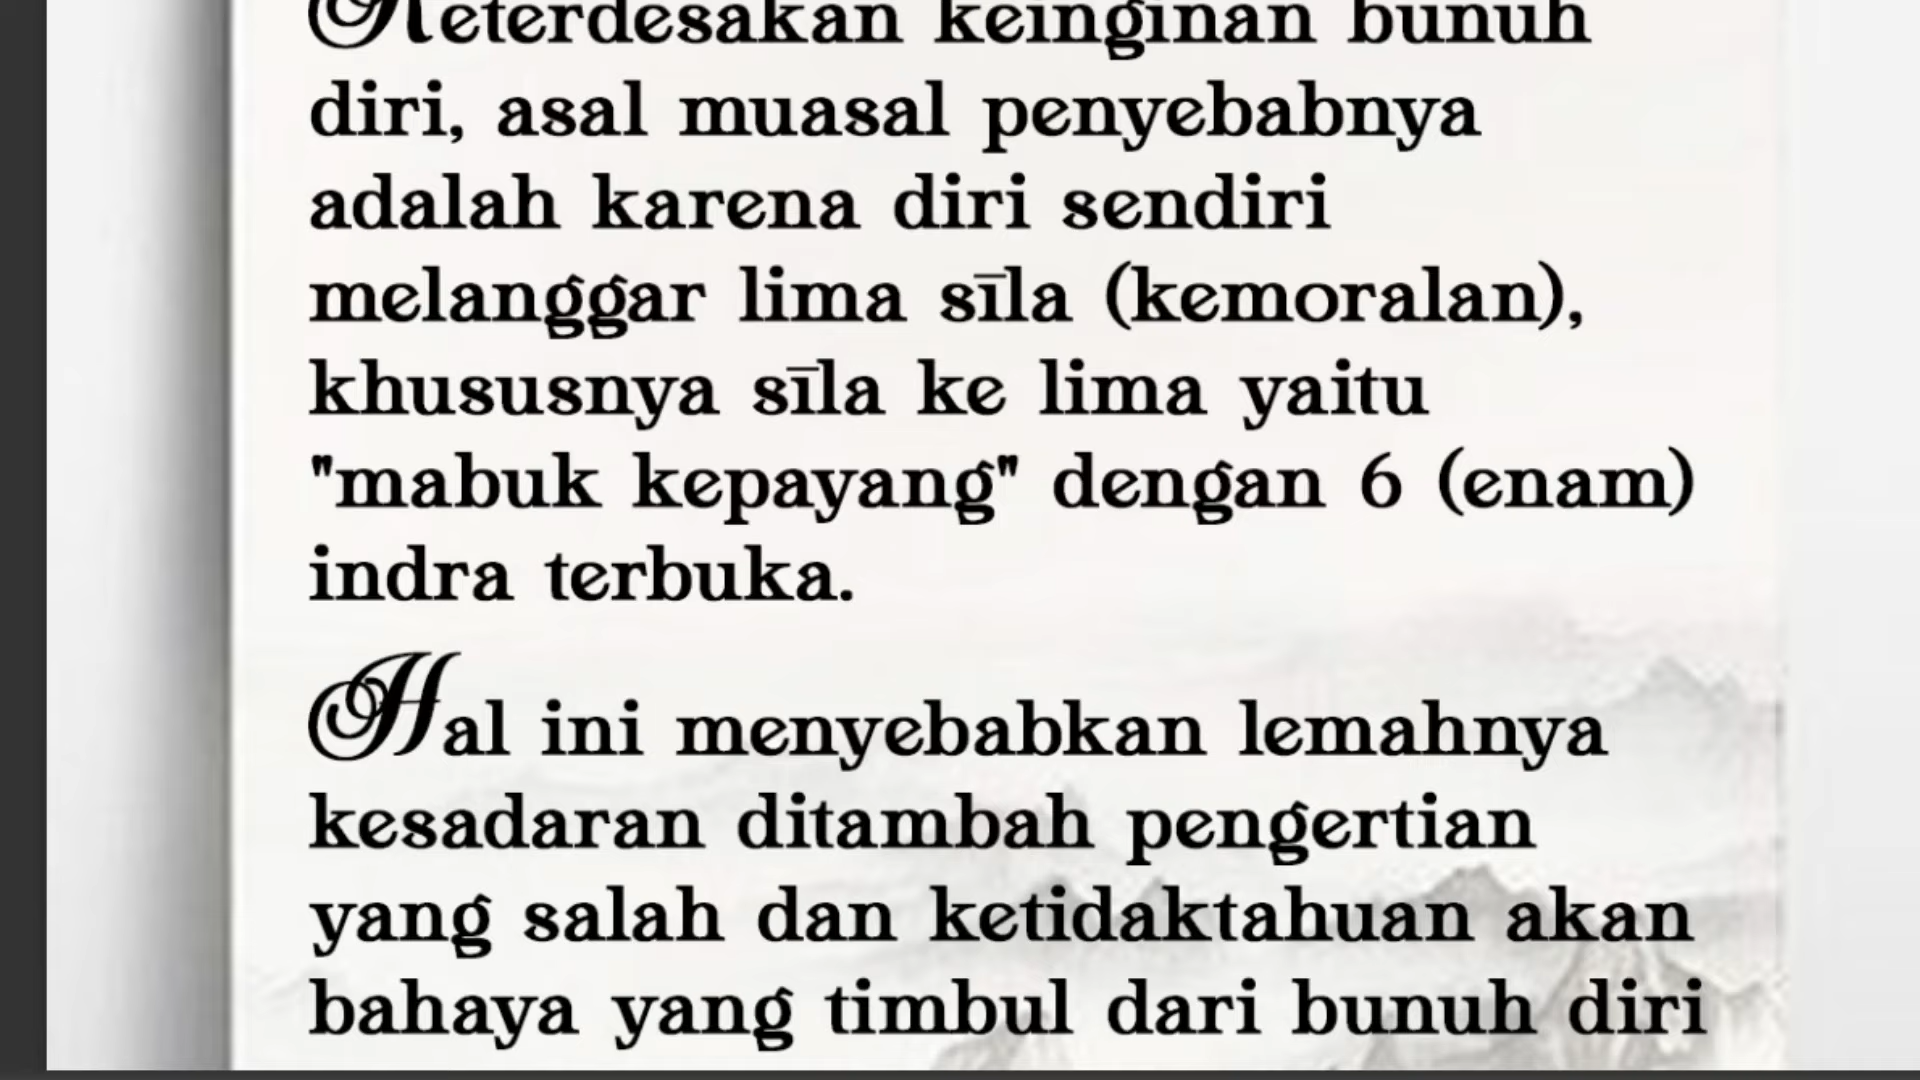 Keterdesakan keinginan bunuh
diri, asal muasal penyebabnya
adalah karena diri sendiri
melanggar lima sīla (kemoralan),
khususnya sīla ke lima yaitu
"mabuk kepayang" dengan 6 (enam)
indra terbuka.
Hal ini menyebabkan lemahnya
kesadaran ditambah pengertian
yang salah dan ketidaktahuan akan
bahaya yang timbul dari bunuh diri